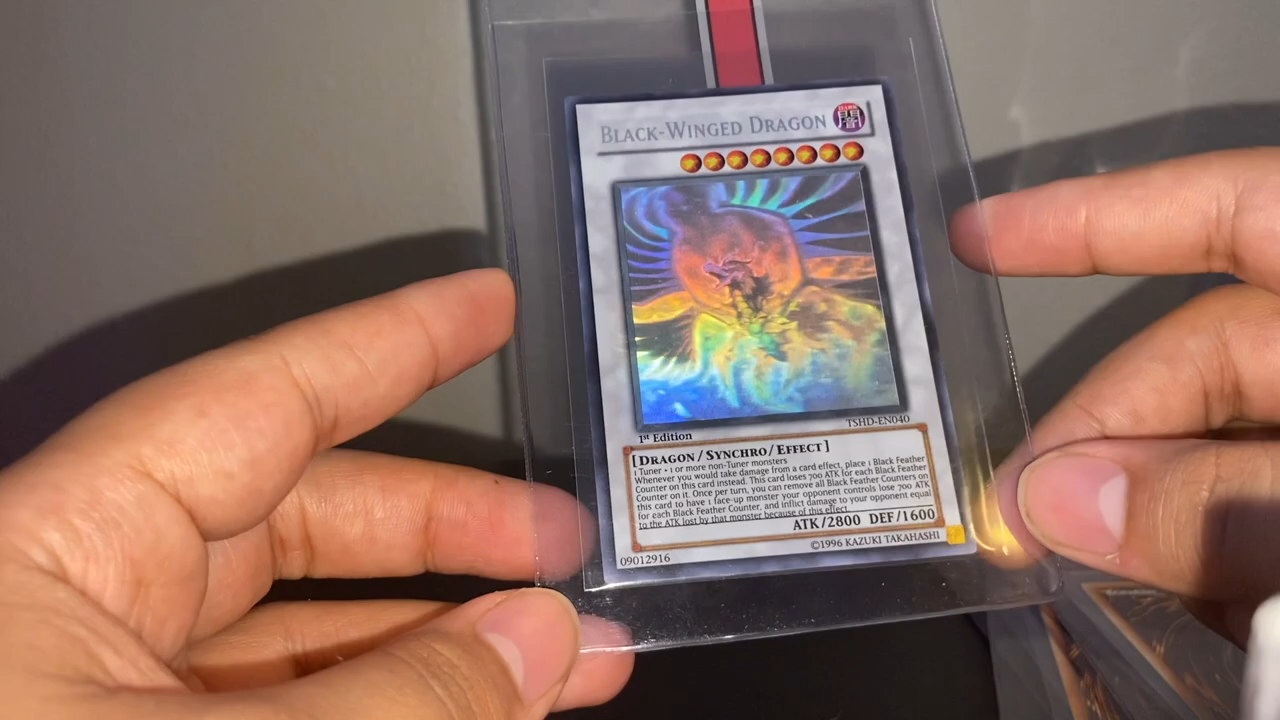 BLACK-WINGED DRAGON
闇
TSHD-EN040
1st Edition
[DRAGON/SYNCHRO/EFFECT]
1 Tuner + 1 or more non-Tuner monsters
Whenever you would take damage from a card effect, place 1 Black Feather
Counter on this card instead. This card loses 700 ATK for each Black Feather
Counter on it. Once per turn, you can remove all Black Feather Counters on
this card to have 1 face-up monster your opponent controls lose 700 ATK
for each Black Feather Counter, and inflict damage to your opponent equal
to the ATK lost by that monster because of this effect.
ATK/2800 DEF/1600
09012916
©1996 KAZUKI TAKAHASHI